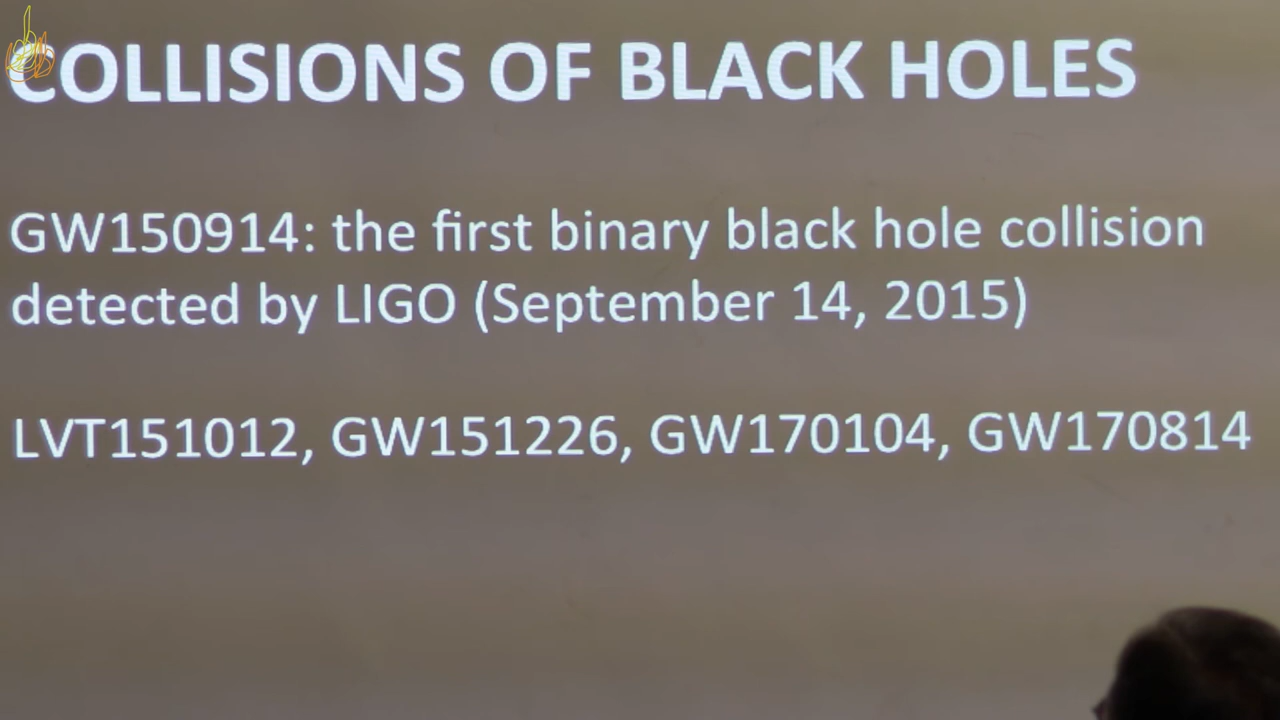 COLLISIONS OF BLACK HOLES
GW150914: the first binary black hole collision
detected by LIGO (September 14, 2015)
LVT151012, GW151226, GW170104, GW170814